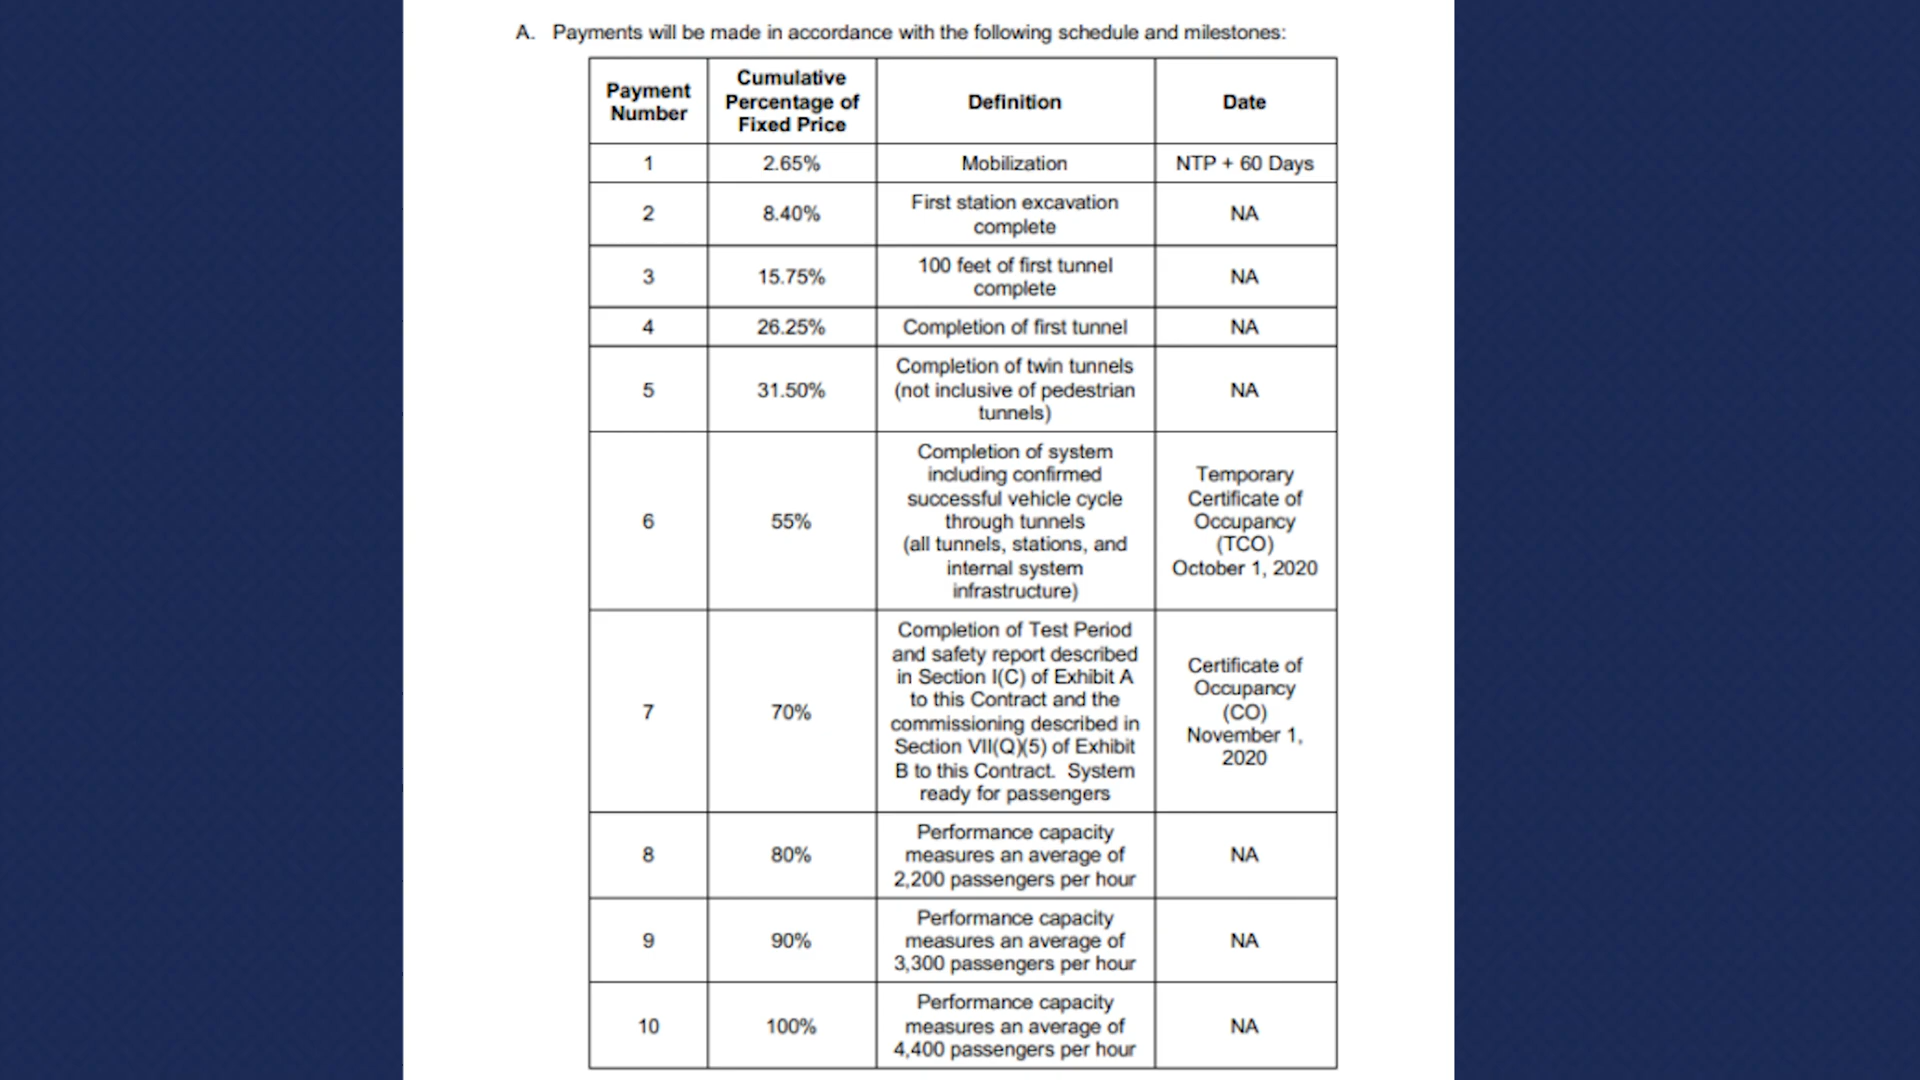 A. Payments will be made in accordance with the following schedule and milestones:
Payment Number | Cumulative Percentage of Fixed Price | Definition | Date
1 | 2.65% | Mobilization | NTP + 60 Days
2 | 8.40% | First station excavation complete | NA
3 | 15.75% | 100 feet of first tunnel complete | NA
4 | 26.25% | Completion of first tunnel | NA
5 | 31.50% | Completion of twin tunnels (not inclusive of pedestrian tunnels) | NA
6 | 55% | Completion of system including confirmed successful vehicle cycle through tunnels (all tunnels, stations, and internal system infrastructure) | Temporary Certificate of Occupancy (TCO) October 1, 2020
7 | 70% | Completion of Test Period and safety report described in Section I(C) of Exhibit A to this Contract and the commissioning described in Section VII(Q)(5) of Exhibit B to this Contract. System ready for passengers | Certificate of Occupancy (CO) November 1, 2020
8 | 80% | Performance capacity measures an average of 2,200 passengers per hour | NA
9 | 90% | Performance capacity measures an average of 3,300 passengers per hour | NA
10 | 100% | Performance capacity measures an average of 4,400 passengers per hour | NA